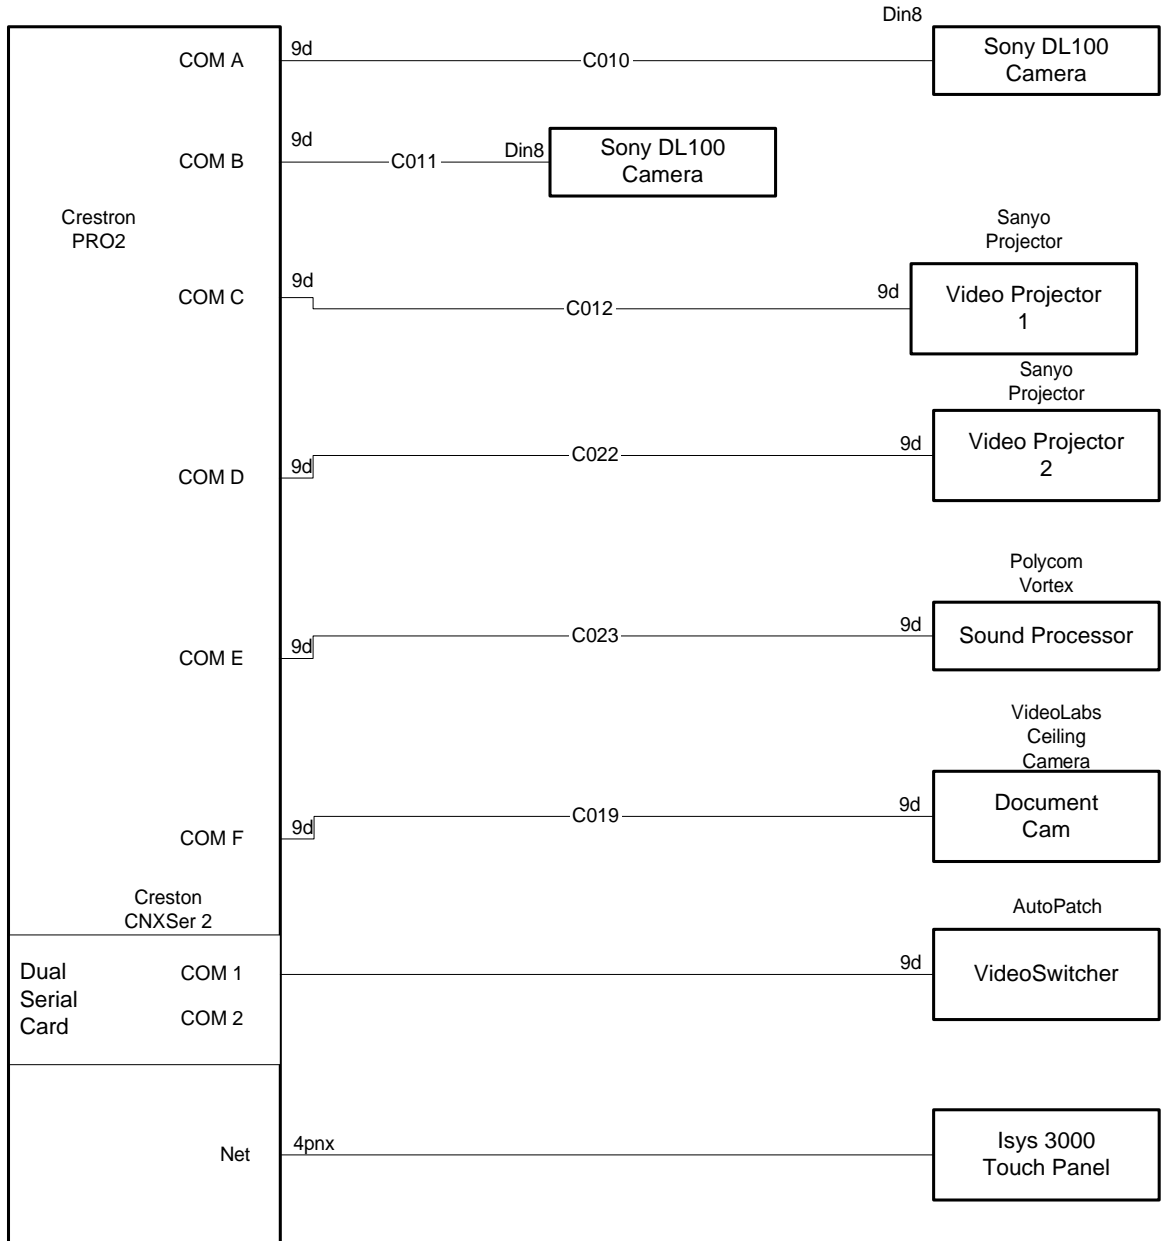 Din8
COM A
9d
C010
Sony DL100
Camera
COM B
9d
C011
Din8
Sony DL100
Camera
Crestron
PRO2
Sanyo
Projector
COM C
9d
C012
9d
Video Projector
1
Sanyo
Projector
COM D
9d
C022
9d
Video Projector
2
Polycom
Vortex
COM E
9d
C023
9d
Sound Processor
VideoLabs
Ceiling
Camera
COM F
9d
C019
9d
Document
Cam
Creston
CNXSer 2
AutoPatch
Dual
Serial
Card
COM 1
COM 2
9d
VideoSwitcher
Net
4pnx
Isys 3000
Touch Panel